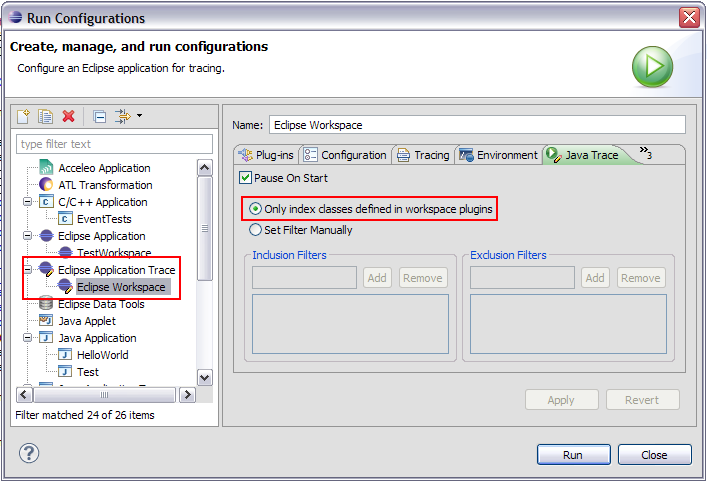 Run Configurations
Create, manage, and run configurations
Configure an Eclipse application for tracing.
type filter text
Acceleo Application
ATL Transformation
C/C++ Application
EventTests
Eclipse Application
TestWorkspace
Eclipse Application Trace
Eclipse Workspace
Eclipse Data Tools
Java Applet
Java Application
HelloWorld
Test
Filter matched 24 of 26 items
Name: Eclipse Workspace
Plug-ins Configuration Tracing Environment Java Trace »3
Pause On Start
Only index classes defined in workspace plugins
Set Filter Manually
Inclusion Filters Exclusion Filters
Add Remove Add Remove
Apply Revert
Run Close